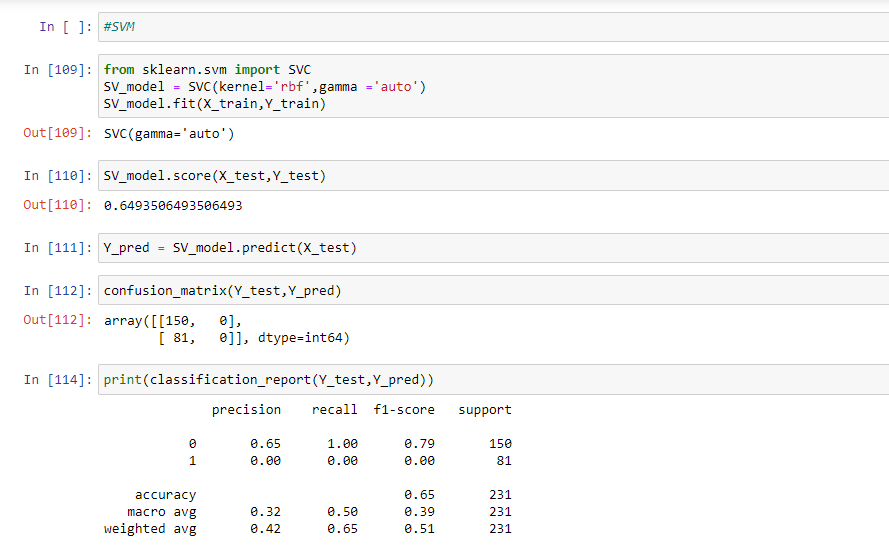 In [ ]: #SVM
In [109]: from sklearn.svm import SVC
SV_model = SVC(kernel='rbf',gamma ='auto')
SV_model.fit(X_train,Y_train)
Out[109]: SVC(gamma='auto')
In [110]: SV_model.score(X_test,Y_test)
Out[110]: 0.6493506493506493
In [111]: Y_pred = SV_model.predict(X_test)
In [112]: confusion_matrix(Y_test,Y_pred)
Out[112]: array([[150,   0],
[ 81,   0]], dtype=int64)
In [114]: print(classification_report(Y_test,Y_pred))
precision    recall  f1-score   support
0       0.65      1.00      0.79       150
1       0.00      0.00      0.00        81
accuracy                           0.65       231
macro avg       0.32      0.50      0.39       231
weighted avg       0.42      0.65      0.51       231